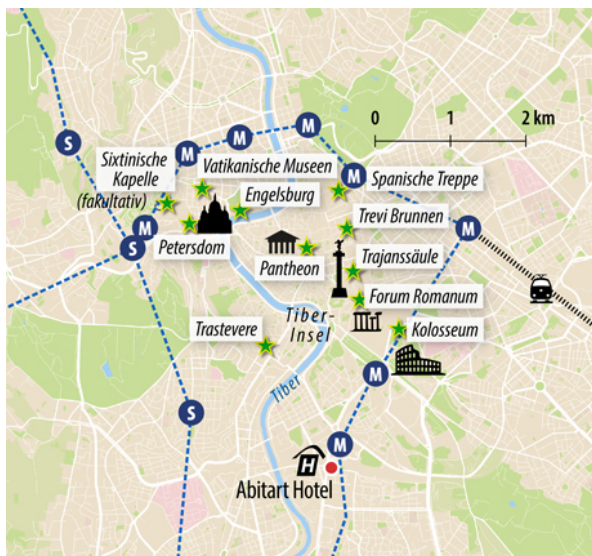 0 1 2 km
S
M
M
M
M
Sixtinische
Kapelle
(fakultativ)
Vatikanische Museen
Spanische Treppe
Engelsburg
M
S
Petersdom
Trevi Brunnen
M
Pantheon
Trajanssäule
Forum Romanum
Tiber-
Insel
Trastevere
Kolosseum
M
Tiber
S
M
H
Abitart Hotel